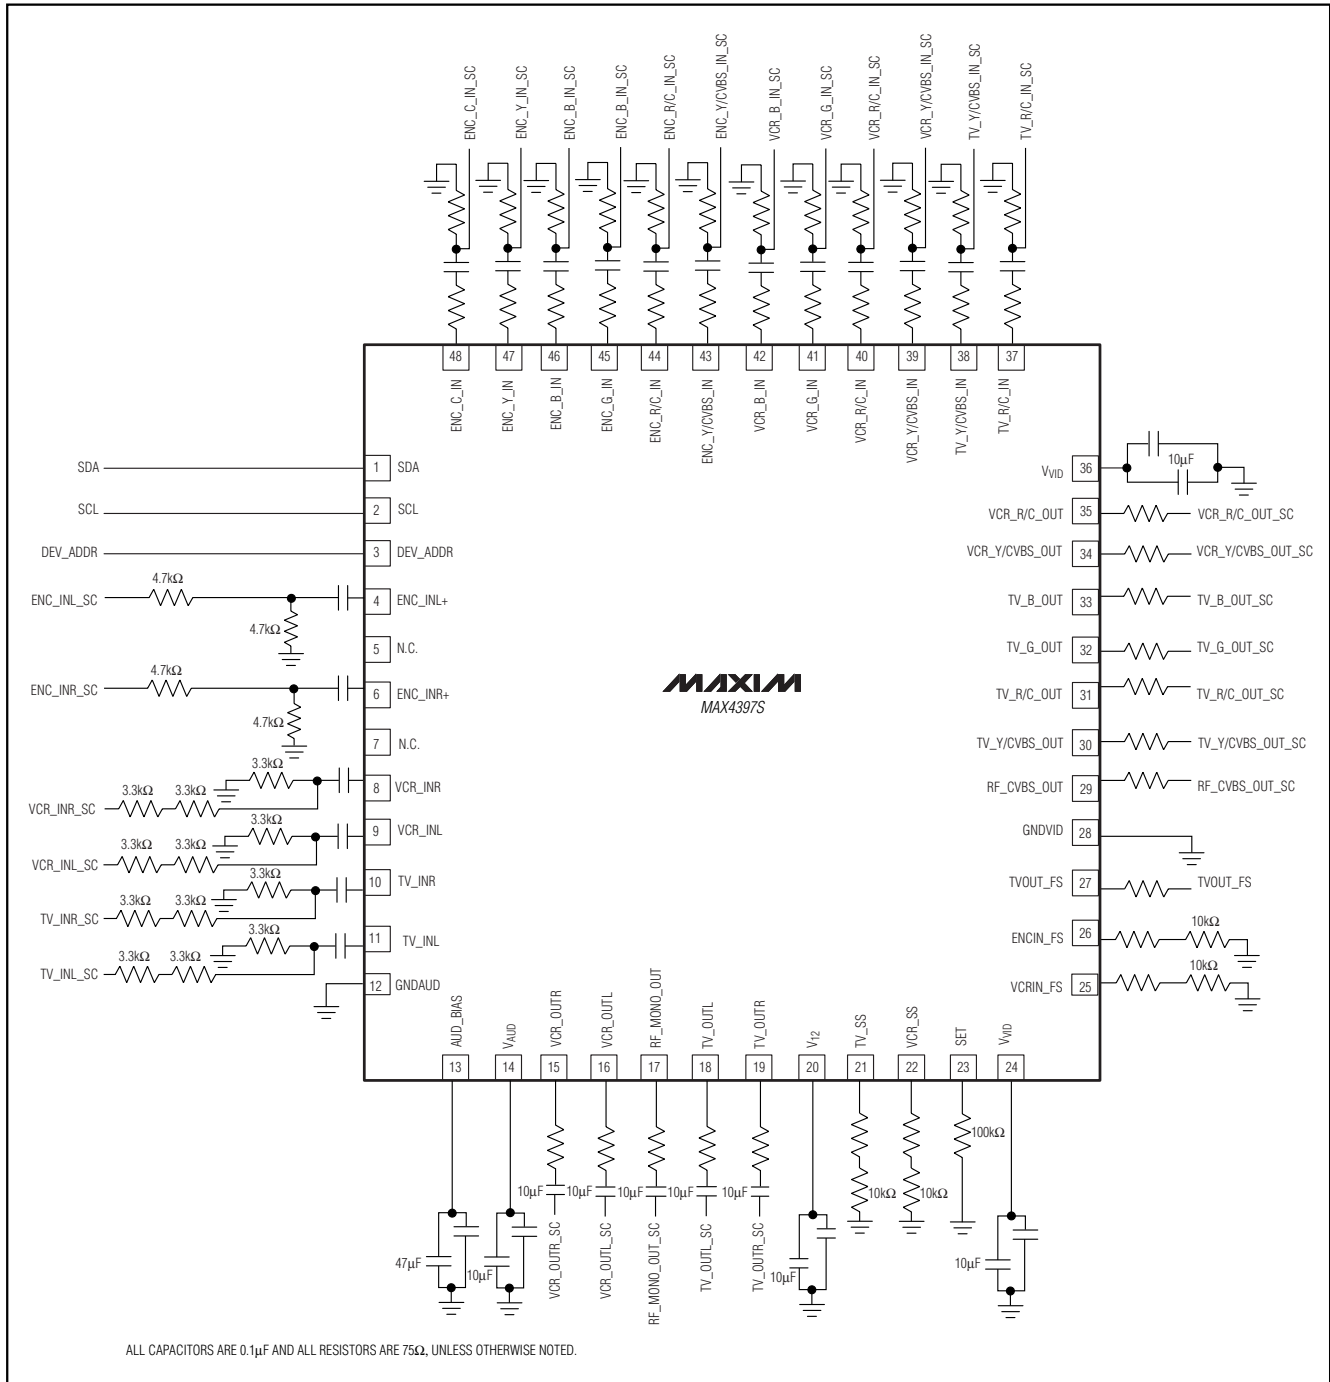 ENC_C_IN_SC
ENC_Y_IN_SC
ENC_B_IN_SC
ENC_B_IN_SC
ENC_R/C_IN_SC
ENC_Y/CVBS_IN_SC
VCR_B_IN_SC
VCR_G_IN_SC
VCR_R/C_IN_SC
VCR_Y/CVBS_IN_SC
TV_Y/CVBS_IN_SC
TV_R/C_IN_SC
48
47
46
45
44
43
42
41
40
39
38
37
ENC_C_IN
ENC_Y_IN
ENC_B_IN
ENC_G_IN
ENC_R/C_IN
ENC_Y/CVBS_IN
VCR_B_IN
VCR_G_IN
VCR_R/C_IN
VCR_Y/CVBS_IN
TV_Y/CVBS_IN
TV_R/C_IN
SDA 1 SDA
SCL 2 SCL
DEV_ADDR 3 DEV_ADDR
4.7kΩ
ENC_INL_SC 4 ENC_INL+
4.7kΩ
5 N.C.
4.7kΩ
ENC_INR_SC 6 ENC_INR+
4.7kΩ
7 N.C.
3.3kΩ
8 VCR_INR
3.3kΩ 3.3kΩ
VCR_INR_SC
3.3kΩ
9 VCR_INL
3.3kΩ 3.3kΩ
VCR_INL_SC
3.3kΩ
10 TV_INR
3.3kΩ 3.3kΩ
TV_INR_SC
3.3kΩ
11 TV_INL
3.3kΩ 3.3kΩ
TV_INL_SC
12 GNDAUD
MAXIM
MAX4397S
VVID 36
10µF
VCR_R/C_OUT 35 VCR_R/C_OUT_SC
VCR_Y/CVBS_OUT 34 VCR_Y/CVBS_OUT_SC
TV_B_OUT 33 TV_B_OUT_SC
TV_G_OUT 32 TV_G_OUT_SC
TV_R/C_OUT 31 TV_R/C_OUT_SC
TV_Y/CVBS_OUT 30 TV_Y/CVBS_OUT_SC
RF_CVBS_OUT 29 RF_CVBS_OUT_SC
GNDVID 28
TVOUT_FS 27 TVOUT_FS
ENCIN_FS 26 10kΩ
VCRIN_FS 25 10kΩ
AUD_BIAS
VAUD
VCR_OUTR
VCR_OUTL
RF_MONO_OUT
TV_OUTL
TV_OUTR
V12
TV_SS
VCR_SS
SET
VVID
13
14
15
16
17
18
19
20
21
22
23
24
100kΩ
10µF
10µF
10µF
10µF
10µF
10kΩ
10kΩ
47µF
10µF
10µF
10µF
VCR_OUTR_SC
VCR_OUTL_SC
RF_MONO_OUT_SC
TV_OUTL_SC
TV_OUTR_SC
ALL CAPACITORS ARE 0.1µF AND ALL RESISTORS ARE 75Ω, UNLESS OTHERWISE NOTED.